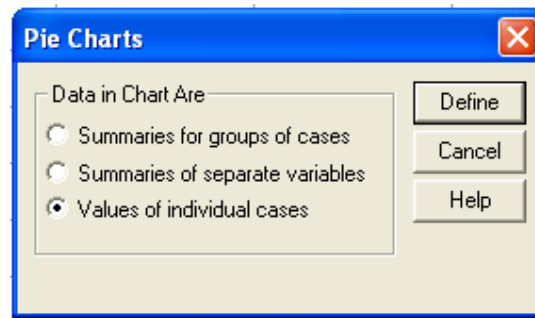 Pie Charts
Data in Chart Are
Summaries for groups of cases
Summaries of separate variables
Values of individual cases
Define
Cancel
Help